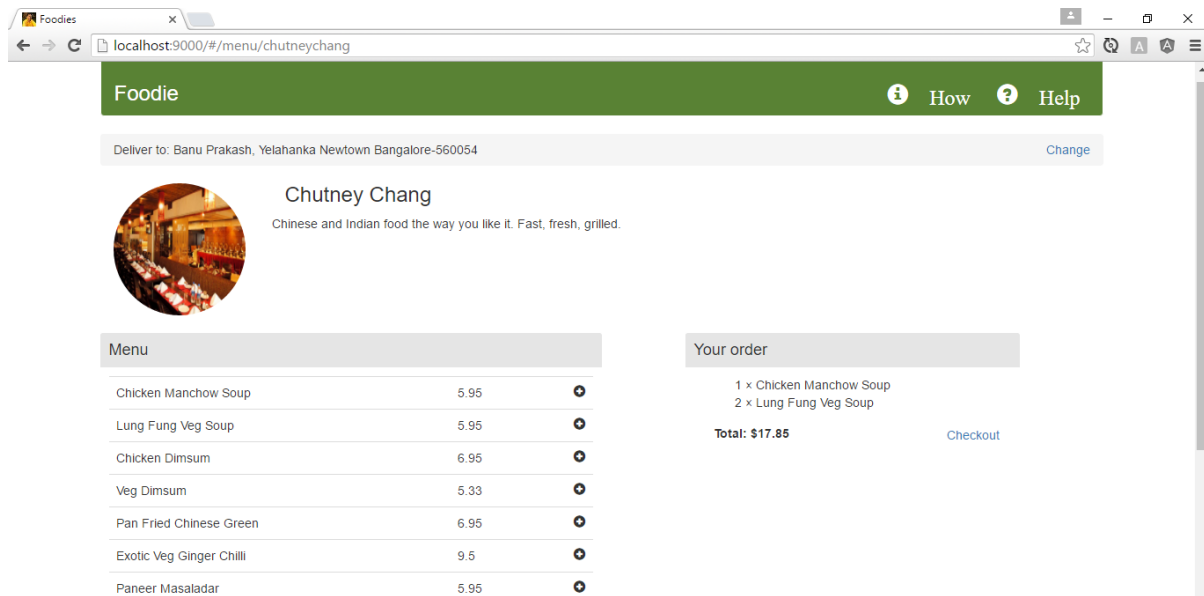 Foodies
localhost:9000/#/menu/chutneychang
Foodie How Help
Deliver to: Banu Prakash, Yelahanka Newtown Bangalore-560054 Change
Chutney Chang
Chinese and Indian food the way you like it. Fast, fresh, grilled.
Menu
Chicken Manchow Soup 5.95
Lung Fung Veg Soup 5.95
Chicken Dimsum 6.95
Veg Dimsum 5.33
Pan Fried Chinese Green 6.95
Exotic Veg Ginger Chilli 9.5
Paneer Masaladar 5.95
Your order
1 × Chicken Manchow Soup
2 × Lung Fung Veg Soup
Total: $17.85 Checkout